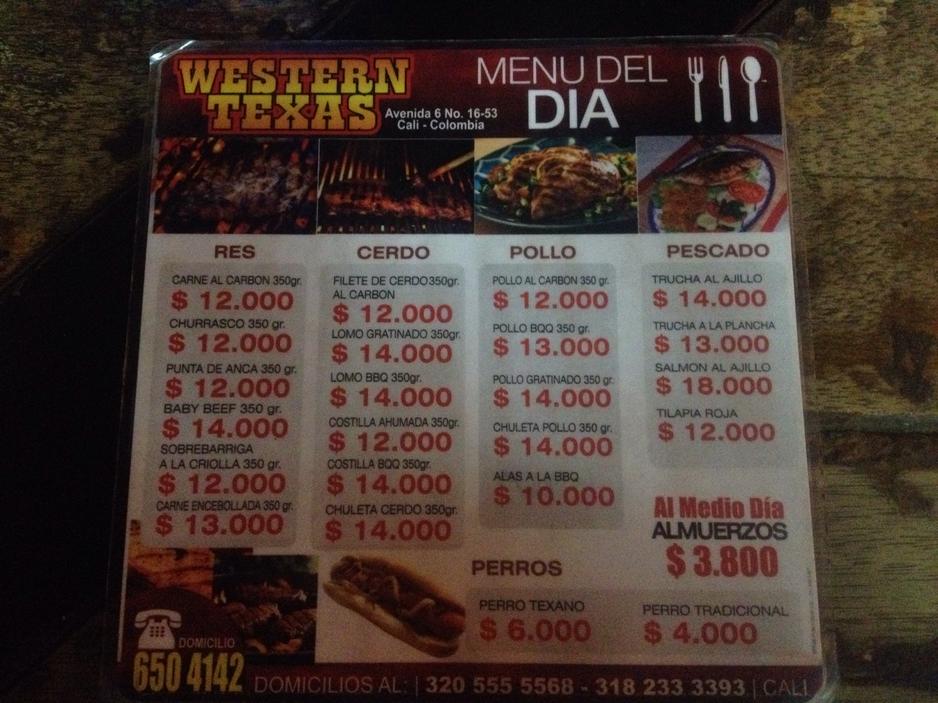 WESTERN
TEXAS
Avenida 6 No. 16-53
Cali - Colombia
MENU DEL
DIA
RES
CARNE AL CARBON 350gr.
$ 12.000
CHURRASCO 350 gr.
$ 12.000
PUNTA DE ANCA 350 gr.
$ 12.000
BABY BEEF 350 gr.
$ 14.000
SOBREBARRIGA
A LA CRIOLLA 350 gr.
$ 12.000
CARNE ENCEBOLLADA 350 gr.
$ 13.000
CERDO
FILETE DE CERDO350gr.
AL CARBON
$ 12.000
LOMO GRATINADO 350gr.
$ 14.000
LOMO BBQ 350gr.
$ 14.000
COSTILLA AHUMADA 350gr.
$ 12.000
COSTILLA BQQ 350gr.
$ 14.000
CHULETA CERDO 350gr.
$ 14.000
POLLO
POLLO AL CARBON 350 gr.
$ 12.000
POLLO BQQ 350 gr.
$ 13.000
POLLO GRATINADO 350 gr.
$ 14.000
CHULETA POLLO 350 gr.
$ 14.000
ALAS A LA BBQ
$ 10.000
PESCADO
TRUCHA AL AJILLO
$ 14.000
TRUCHA A LA PLANCHA
$ 13.000
SALMON AL AJILLO
$ 18.000
TILAPIA ROJA
$ 12.000
Al Medio Día
ALMUERZOS
$ 3.800
PERROS
PERRO TEXANO
$ 6.000
PERRO TRADICIONAL
$ 4.000
DOMICILIO
650 4142
DOMICILIOS AL: | 320 555 5568 - 318 233 3393 | CALI